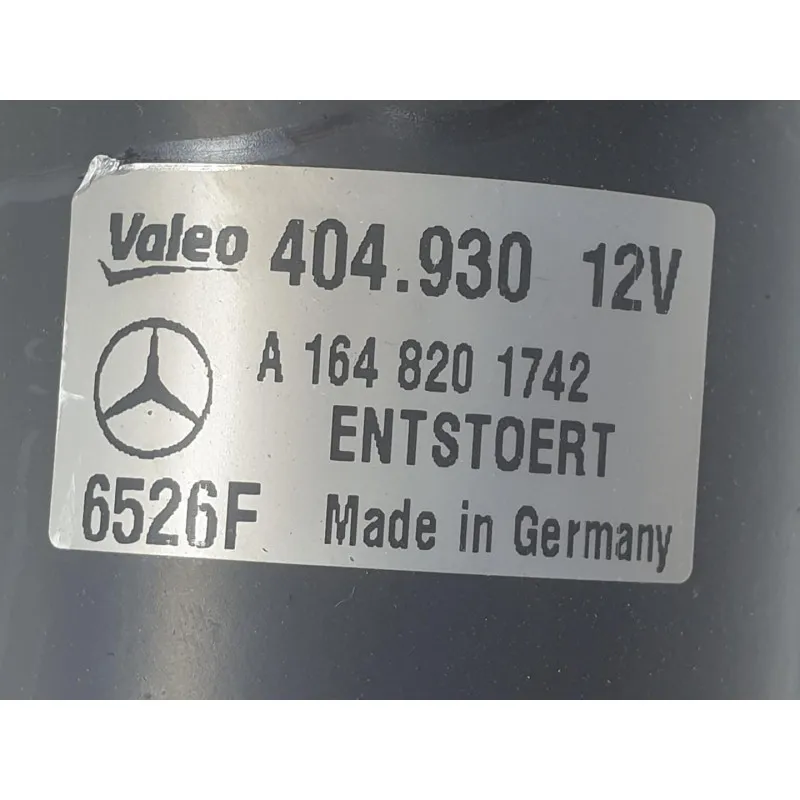 Valeo 404.930 12V
A 164 820 1742
ENTSTOERT
6526F Made in Germany